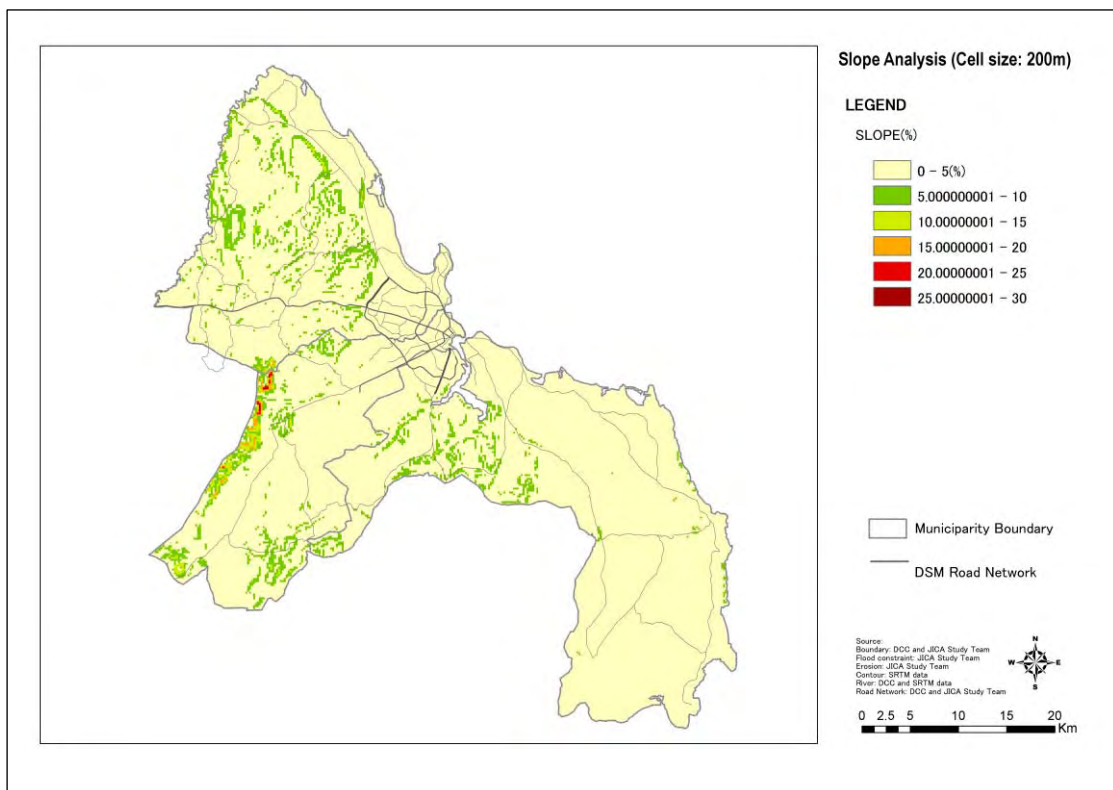 Slope Analysis (Cell size: 200m)
LEGEND
SLOPE(%)
0 - 5(%)
5.000000001 - 10
10.00000001 - 15
15.00000001 - 20
20.00000001 - 25
25.00000001 - 30
Municiparity Boundary
DSM Road Network
Source:
Boundary: DCC and JICA Study Team
Flood constraint: JICA Study Team
Erosion: JICA Study Team
Contour: SRTM data
River: DCC and SRTM data
Road Network: DCC and JICA Study Team
N
W E
S
0 2.5 5 10 15 20
Km